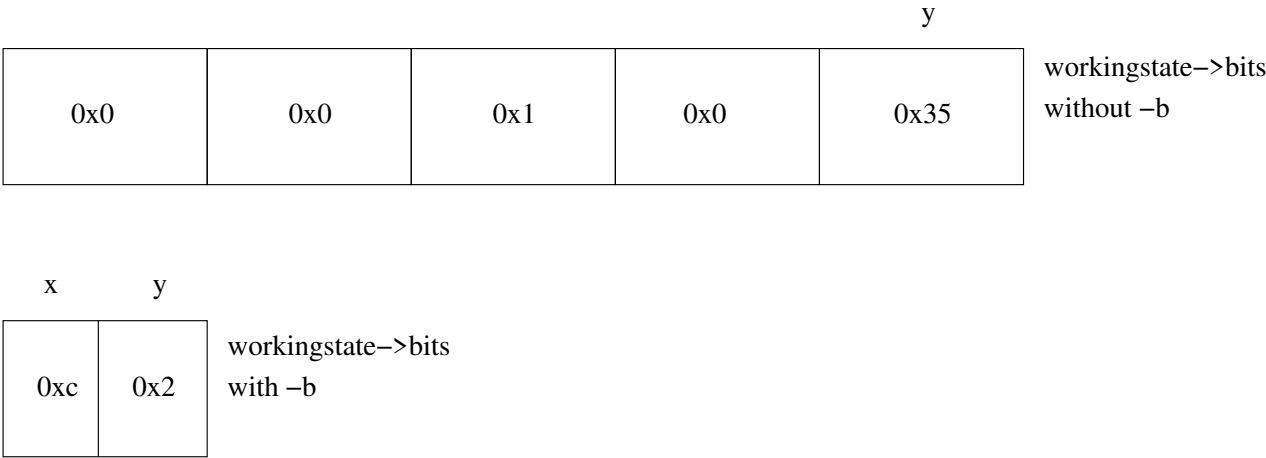 y
0x0 0x0 0x1 0x0 0x35
workingstate−>bits
without −b
x y
0xc 0x2
workingstate−>bits
with −b